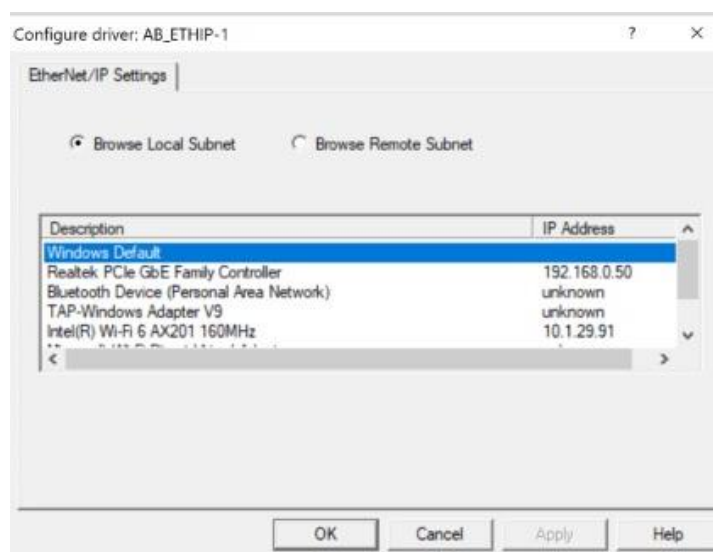 Configure driver: AB_ETHIP-1 ? ×
EtherNet/IP Settings
Browse Local Subnet Browse Remote Subnet
Description IP Address
Windows Default
Realtek PCIe GbE Family Controller 192.168.0.50
Bluetooth Device (Personal Area Network) unknown
TAP-Windows Adapter V9 unknown
Intel(R) Wi-Fi 6 AX201 160MHz 10.1.29.91
OK Cancel Apply Help